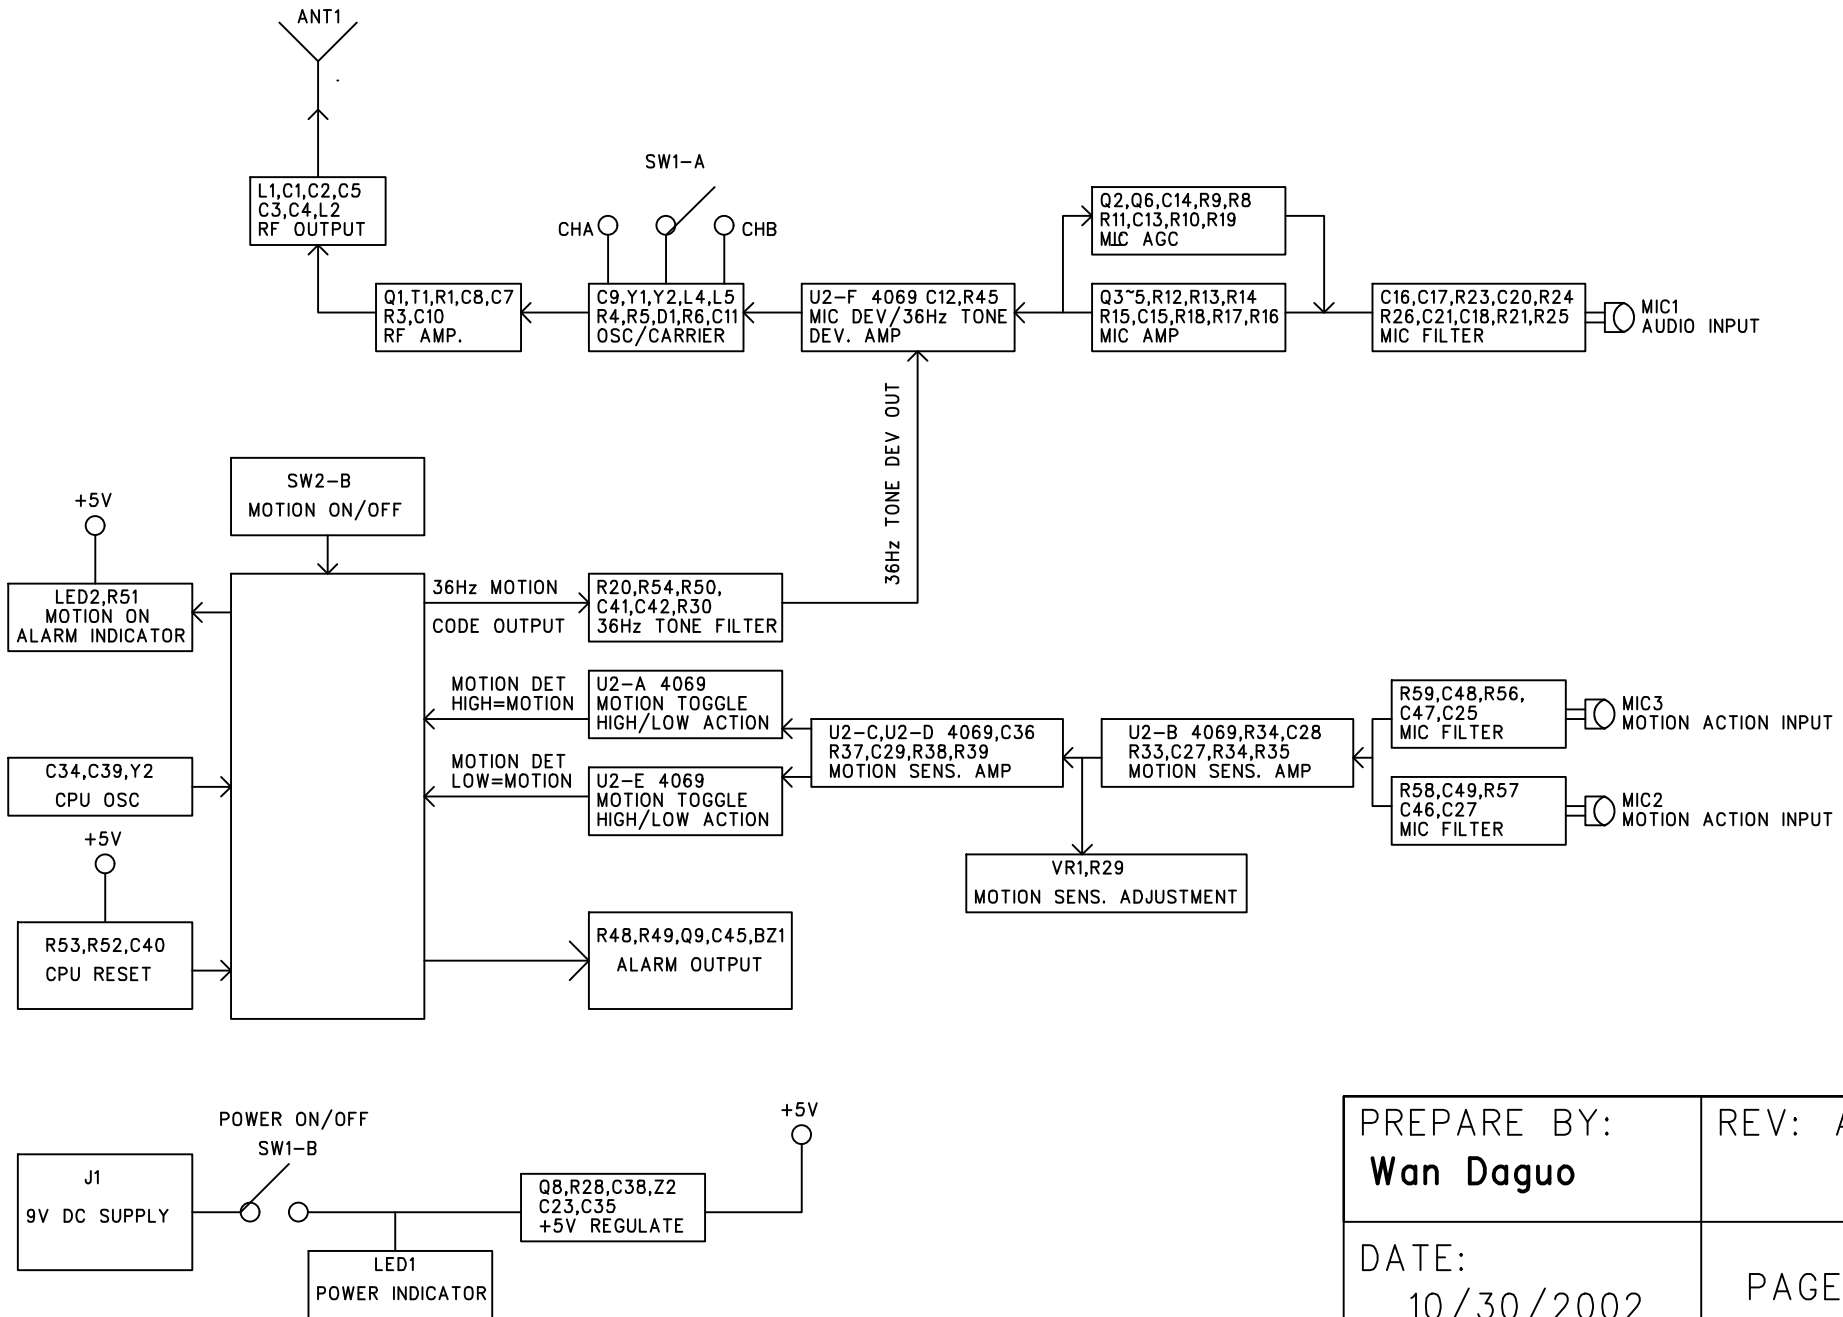 ANT1
L1,C1,C2,C5
C3,C4,L2
RF OUTPUT
SW1-A
CHA
CHB
Q1,T1,R1,C8,C7
R3,C10
RF AMP.
C9,Y1,Y2,L4,L5
R4,R5,D1,R6,C11
OSC/CARRIER
U2-F 4069 C12,R45
MIC DEV/36Hz TONE
DEV. AMP
Q2,Q6,C14,R9,R8
R11,C13,R10,R19
MIC AGC
Q3~5,R12,R13,R14
R15,C15,R18,R17,R16
MIC AMP
C16,C17,R23,C20,R24
R26,C21,C18,R21,R25
MIC FILTER
MIC1
AUDIO INPUT
36Hz TONE DEV OUT
SW2-B
MOTION ON/OFF
+5V
LED2,R51
MOTION ON
ALARM INDICATOR
36Hz MOTION
CODE OUTPUT
R20,R54,R50,
C41,C42,R30
36Hz TONE FILTER
MOTION DET
HIGH=MOTION
U2-A 4069
MOTION TOGGLE
HIGH/LOW ACTION
MOTION DET
LOW=MOTION
U2-E 4069
MOTION TOGGLE
HIGH/LOW ACTION
U2-C,U2-D 4069,C36
R37,C29,R38,R39
MOTION SENS. AMP
U2-B 4069,R34,C28
R33,C27,R34,R35
MOTION SENS. AMP
R59,C48,R56,
C47,C25
MIC FILTER
MIC3
MOTION ACTION INPUT
R58,C49,R57
C46,C27
MIC FILTER
MIC2
MOTION ACTION INPUT
C34,C39,Y2
CPU OSC
+5V
R53,R52,C40
CPU RESET
VR1,R29
MOTION SENS. ADJUSTMENT
R48,R49,Q9,C45,BZ1
ALARM OUTPUT
POWER ON/OFF
SW1-B
J1
9V DC SUPPLY
LED1
POWER INDICATOR
Q8,R28,C38,Z2
C23,C35
+5V REGULATE
+5V
PREPARE BY:
Wan Daguo
REV: A
DATE:
10/30/2002
PAGE